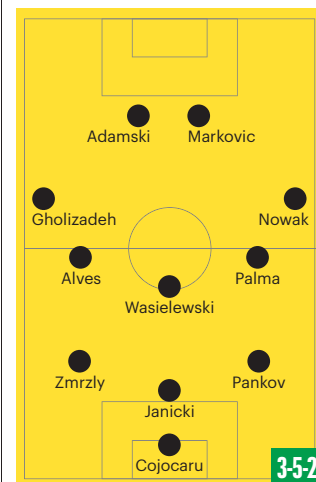 Adamski Markovic
Gholizadeh Nowak
Alves Palma
Wasielewski
Zmrzly Pankov
Janicki
Cojocaru
3-5-2